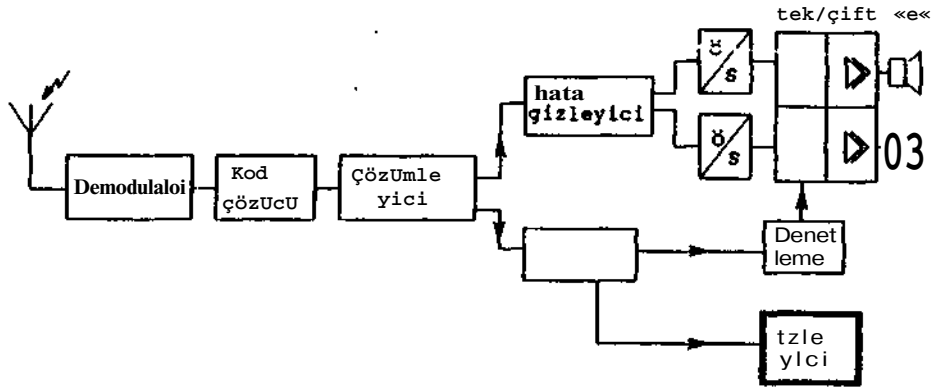 tek/çift «e«
ö
s
hata
gizleyici
ö
s
03
Demodulaloi
Kod
çözUcU
ÇözUmle
yici
Denet
leme
tzle
ylci